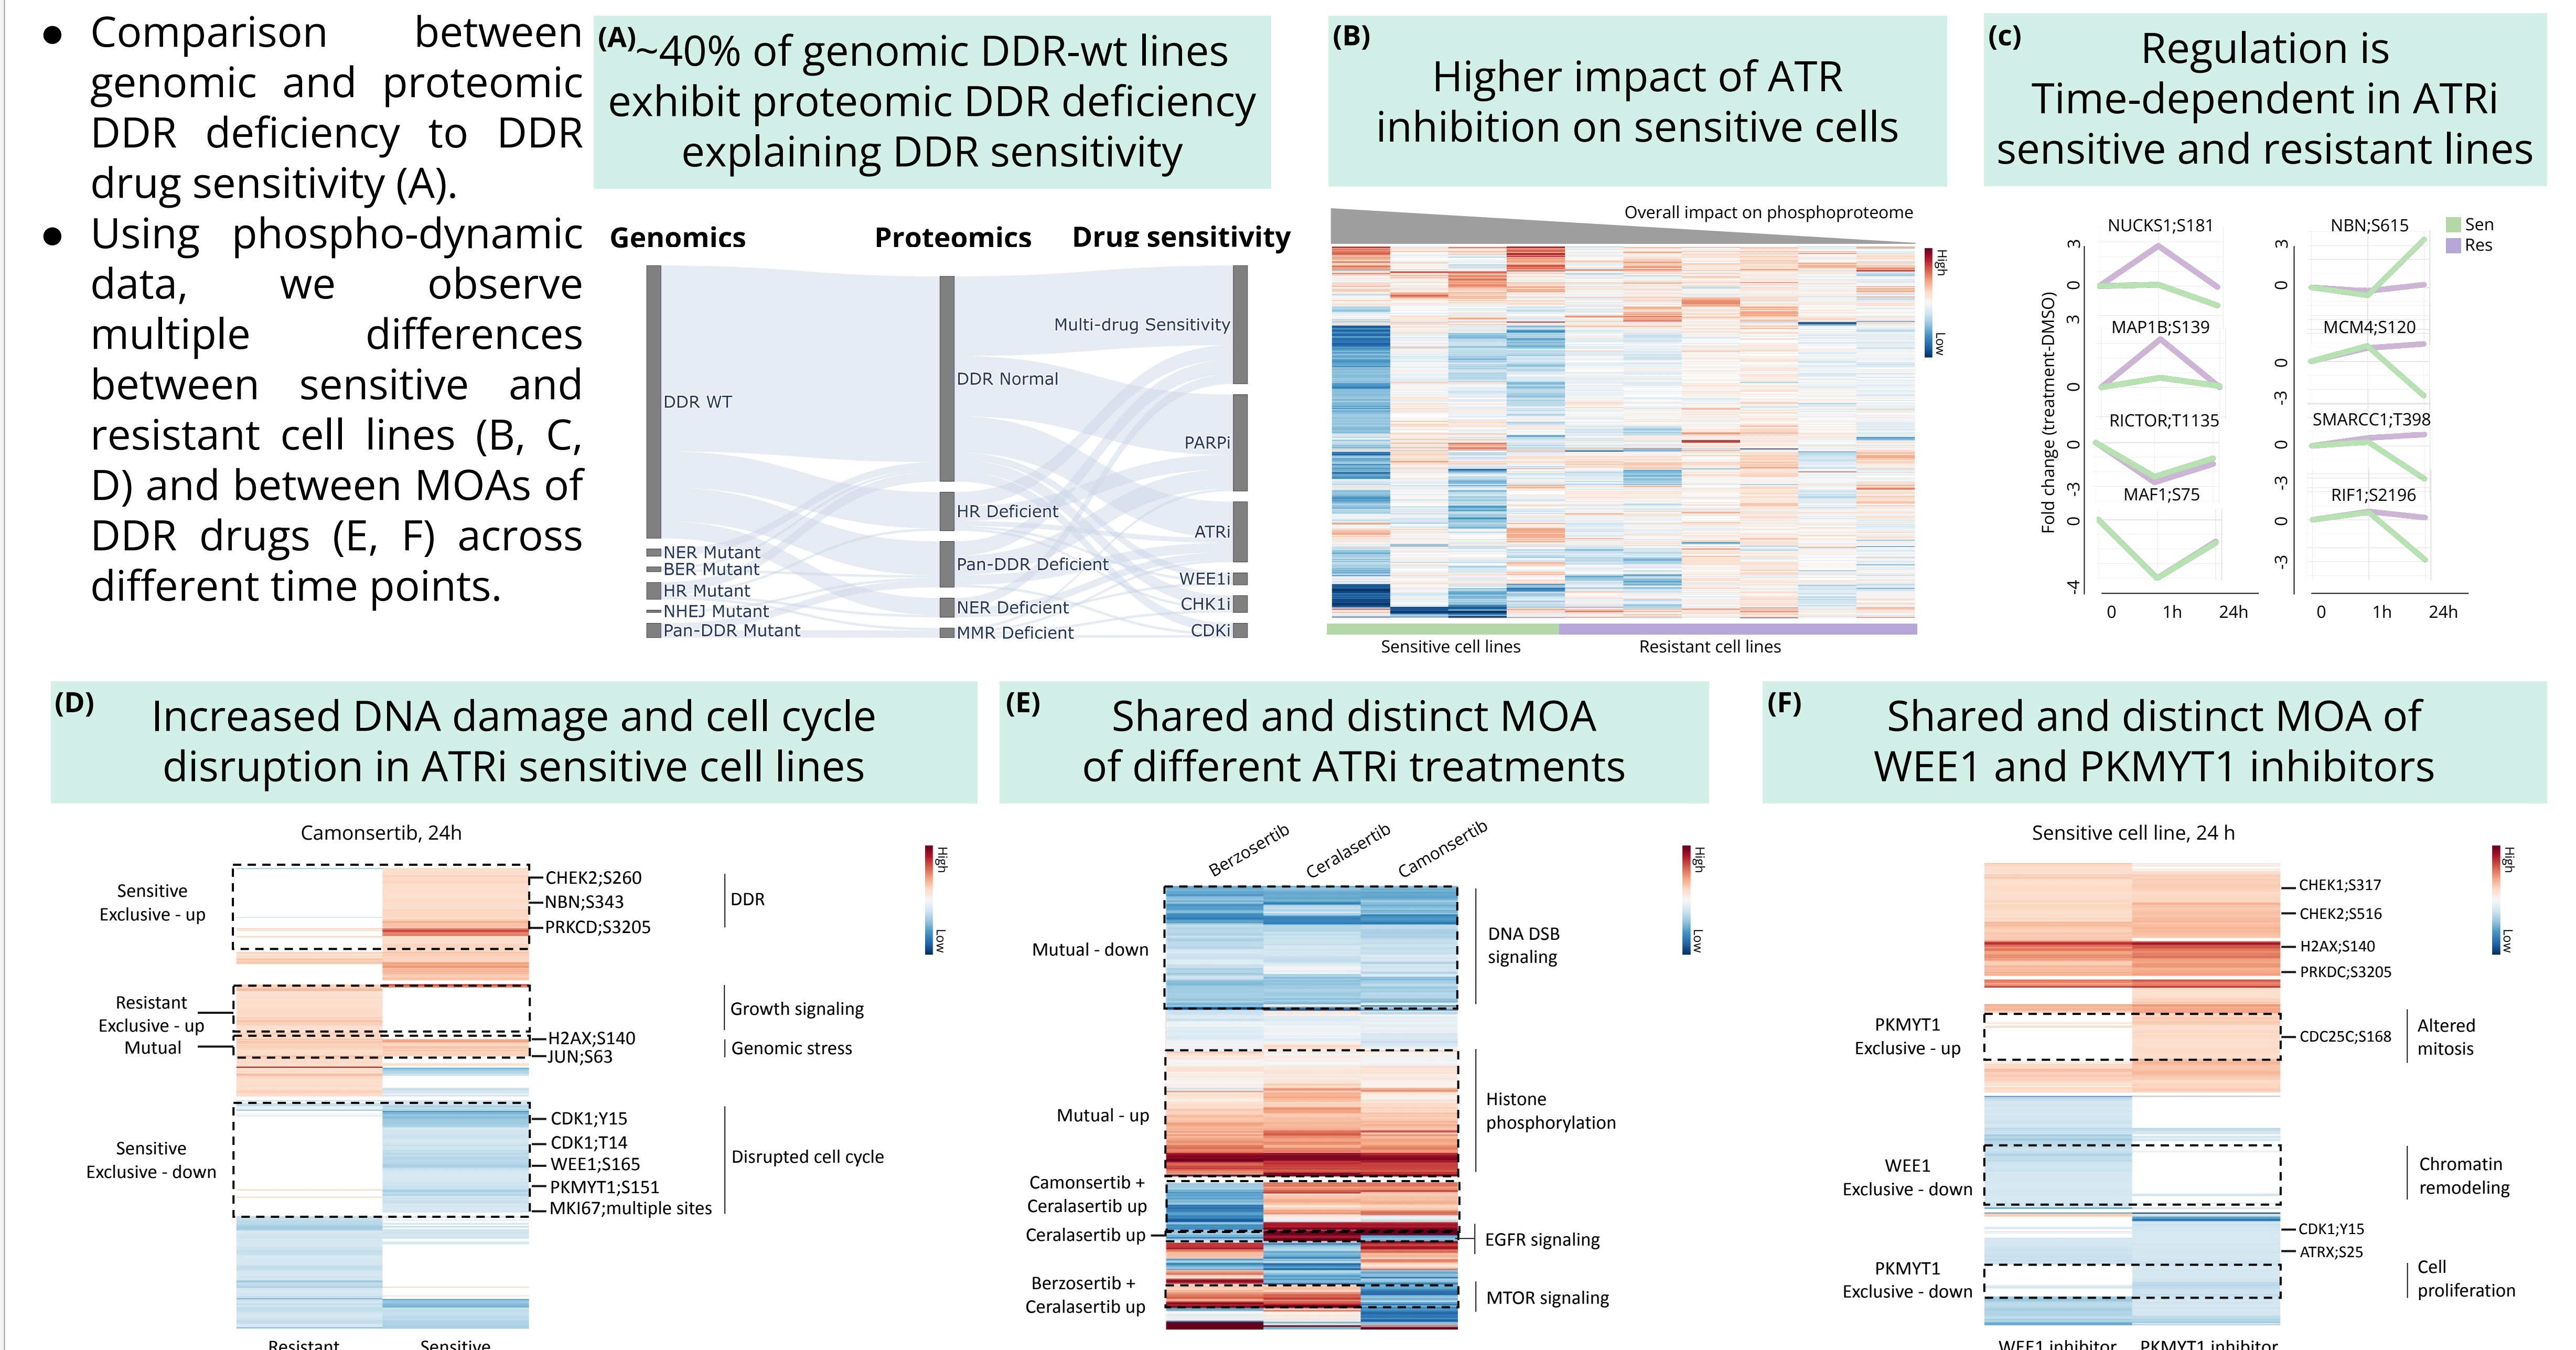 ● Comparison between
genomic and proteomic
DDR deficiency to DDR
drug sensitivity (A).
● Using phospho-dynamic
data, we observe
multiple differences
between sensitive and
resistant cell lines (B, C,
D) and between MOAs of
DDR drugs (E, F) across
different time points.
(A)
~40% of genomic DDR-wt lines
exhibit proteomic DDR deficiency
explaining DDR sensitivity
Genomics Proteomics Drug sensitivity
DDR WT
NER Mutant
BER Mutant
HR Mutant
NHEJ Mutant
Pan-DDR Mutant
DDR Normal
HR Deficient
Pan-DDR Deficient
NER Deficient
MMR Deficient
Multi-drug Sensitivity
PARPi
ATRi
WEE1i
CHK1i
CDKi
(B)
Higher impact of ATR
inhibition on sensitive cells
Overall impact on phosphoproteome
High
Low
Sensitive cell lines Resistant cell lines
(c)
Regulation is
Time-dependent in ATRi
sensitive and resistant lines
Sen
Res
Fold change (treatment-DMSO)
NUCKS1;S181
3
0
MAP1B;S139
3
0
RICTOR;T1135
0
-3
MAF1;S75
0
-4
0 1h 24h
NBN;S615
3
0
MCM4;S120
0
-3
SMARCC1;T398
0
-3
RIF1;S2196
0
-3
0 1h 24h
(D)
Increased DNA damage and cell cycle
disruption in ATRi sensitive cell lines
Camonsertib, 24h
High
Low
Sensitive
Exclusive - up
Resistant
Exclusive - up
Mutual
Sensitive
Exclusive - down
CHEK2;S260
NBN;S343
PRKCD;S3205
H2AX;S140
JUN;S63
CDK1;Y15
CDK1;T14
WEE1;S165
PKMYT1;S151
MKI67;multiple sites
DDR
Growth signaling
Genomic stress
Disrupted cell cycle
Resistant Sensitive
(E)
Shared and distinct MOA
of different ATRi treatments
Berzosertib
Ceralasertib
Camonsertib
High
Low
Mutual - down
Mutual - up
Camonsertib +
Ceralasertib up
Ceralasertib up
Berzosertib +
Ceralasertib up
DNA DSB
signaling
Histone
phosphorylation
EGFR signaling
MTOR signaling
(F)
Shared and distinct MOA of
WEE1 and PKMYT1 inhibitors
Sensitive cell line, 24 h
High
Low
PKMYT1
Exclusive - up
WEE1
Exclusive - down
PKMYT1
Exclusive - down
CHEK1;S317
CHEK2;S516
H2AX;S140
PRKDC;S3205
CDC25C;S168
CDK1;Y15
ATRX;S25
Altered
mitosis
Chromatin
remodeling
Cell
proliferation
WEE1 inhibitor PKMYT1 inhibitor